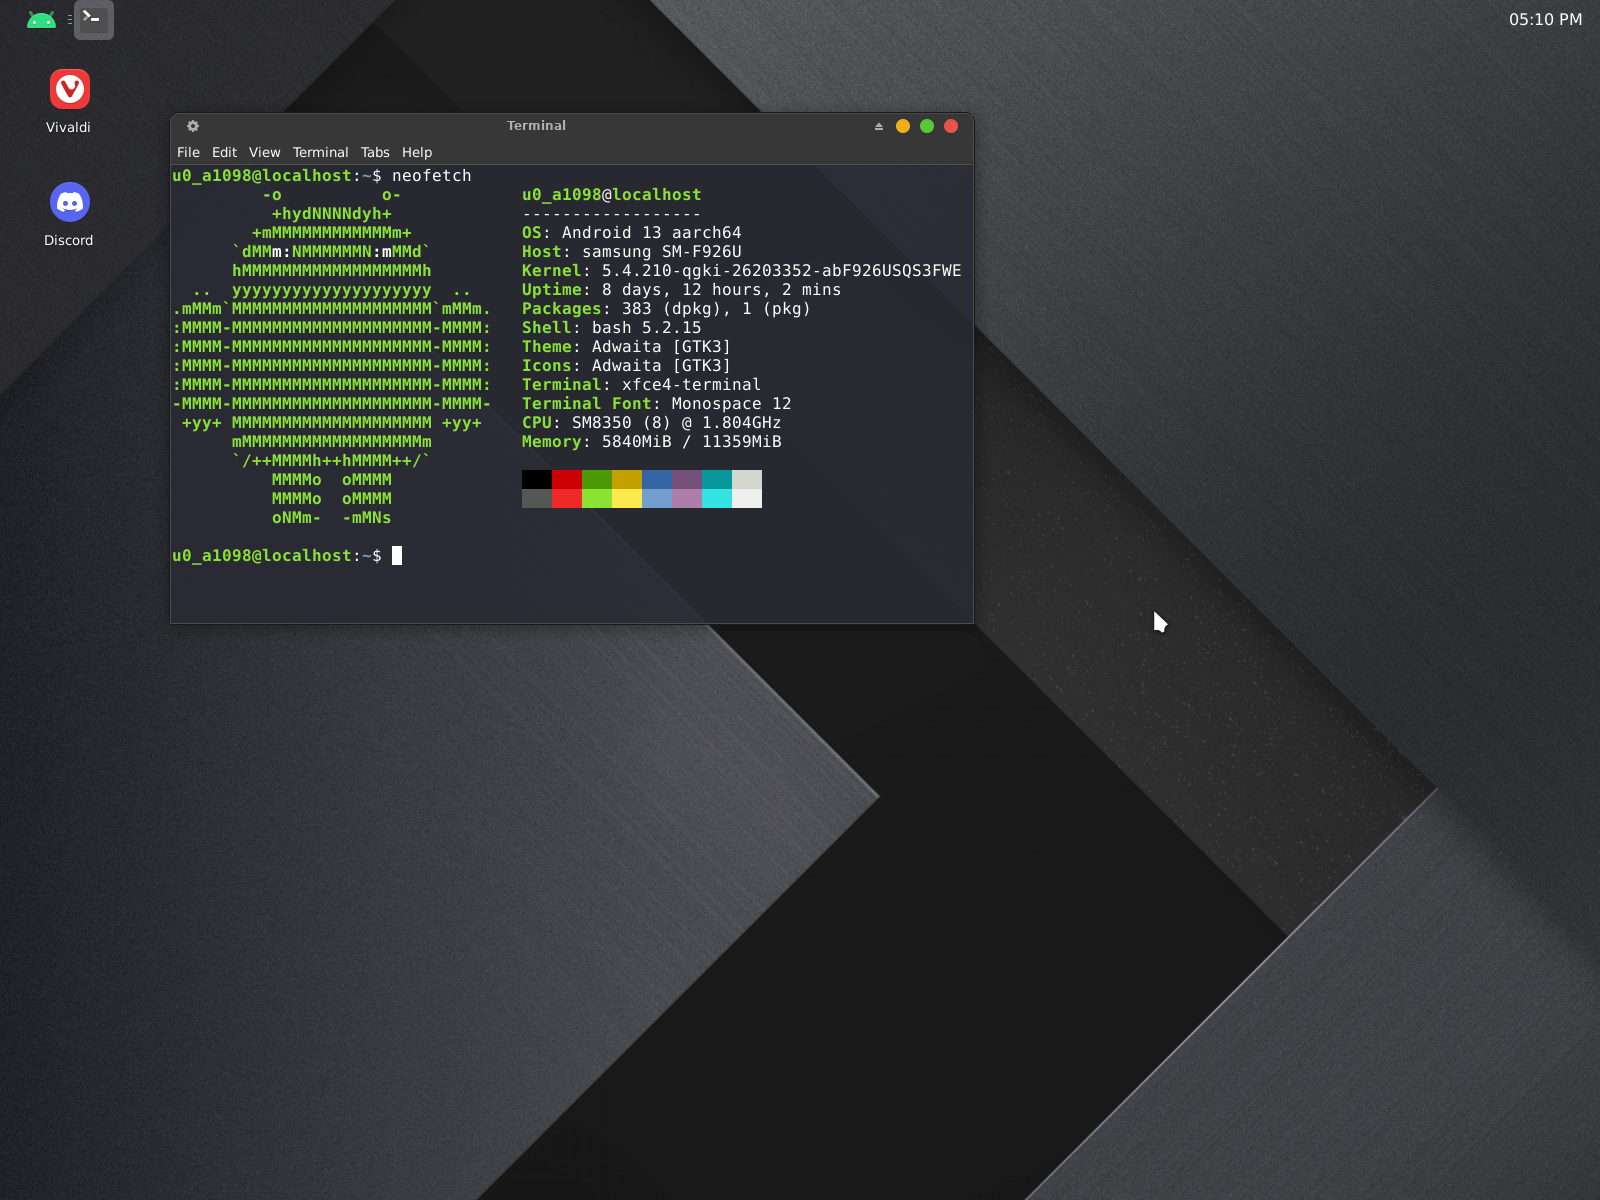 05:10 PM
Vivaldi
Discord
Terminal
File Edit View Terminal Tabs Help
u0_a1098@localhost:~$ neofetch
         -o          o-             u0_a1098@localhost
          +hydNNNNdyh+              ------------------
        +mMMMMMMMMMMMMm+            OS: Android 13 aarch64
      `dMMm:NMMMMMMN:mMMd`          Host: samsung SM-F926U
      hMMMMMMMMMMMMMMMMMMh          Kernel: 5.4.210-qgki-26203352-abF926USQS3FWE
  ..  yyyyyyyyyyyyyyyyyyyy  ..      Uptime: 8 days, 12 hours, 2 mins
.mMMm`MMMMMMMMMMMMMMMMMMMM`mMMm.   Packages: 383 (dpkg), 1 (pkg)
:MMMM-MMMMMMMMMMMMMMMMMMMM-MMMM:   Shell: bash 5.2.15
:MMMM-MMMMMMMMMMMMMMMMMMMM-MMMM:   Theme: Adwaita [GTK3]
:MMMM-MMMMMMMMMMMMMMMMMMMM-MMMM:   Icons: Adwaita [GTK3]
:MMMM-MMMMMMMMMMMMMMMMMMMM-MMMM:   Terminal: xfce4-terminal
-MMMM-MMMMMMMMMMMMMMMMMMMM-MMMM-   Terminal Font: Monospace 12
 +yy+ MMMMMMMMMMMMMMMMMMMM +yy+    CPU: SM8350 (8) @ 1.804GHz
      mMMMMMMMMMMMMMMMMMMm          Memory: 5840MiB / 11359MiB
      `/++MMMMh++hMMMM++/`
          MMMMo  oMMMM
          MMMMo  oMMMM
          oNMm-  -mMNs
u0_a1098@localhost:~$